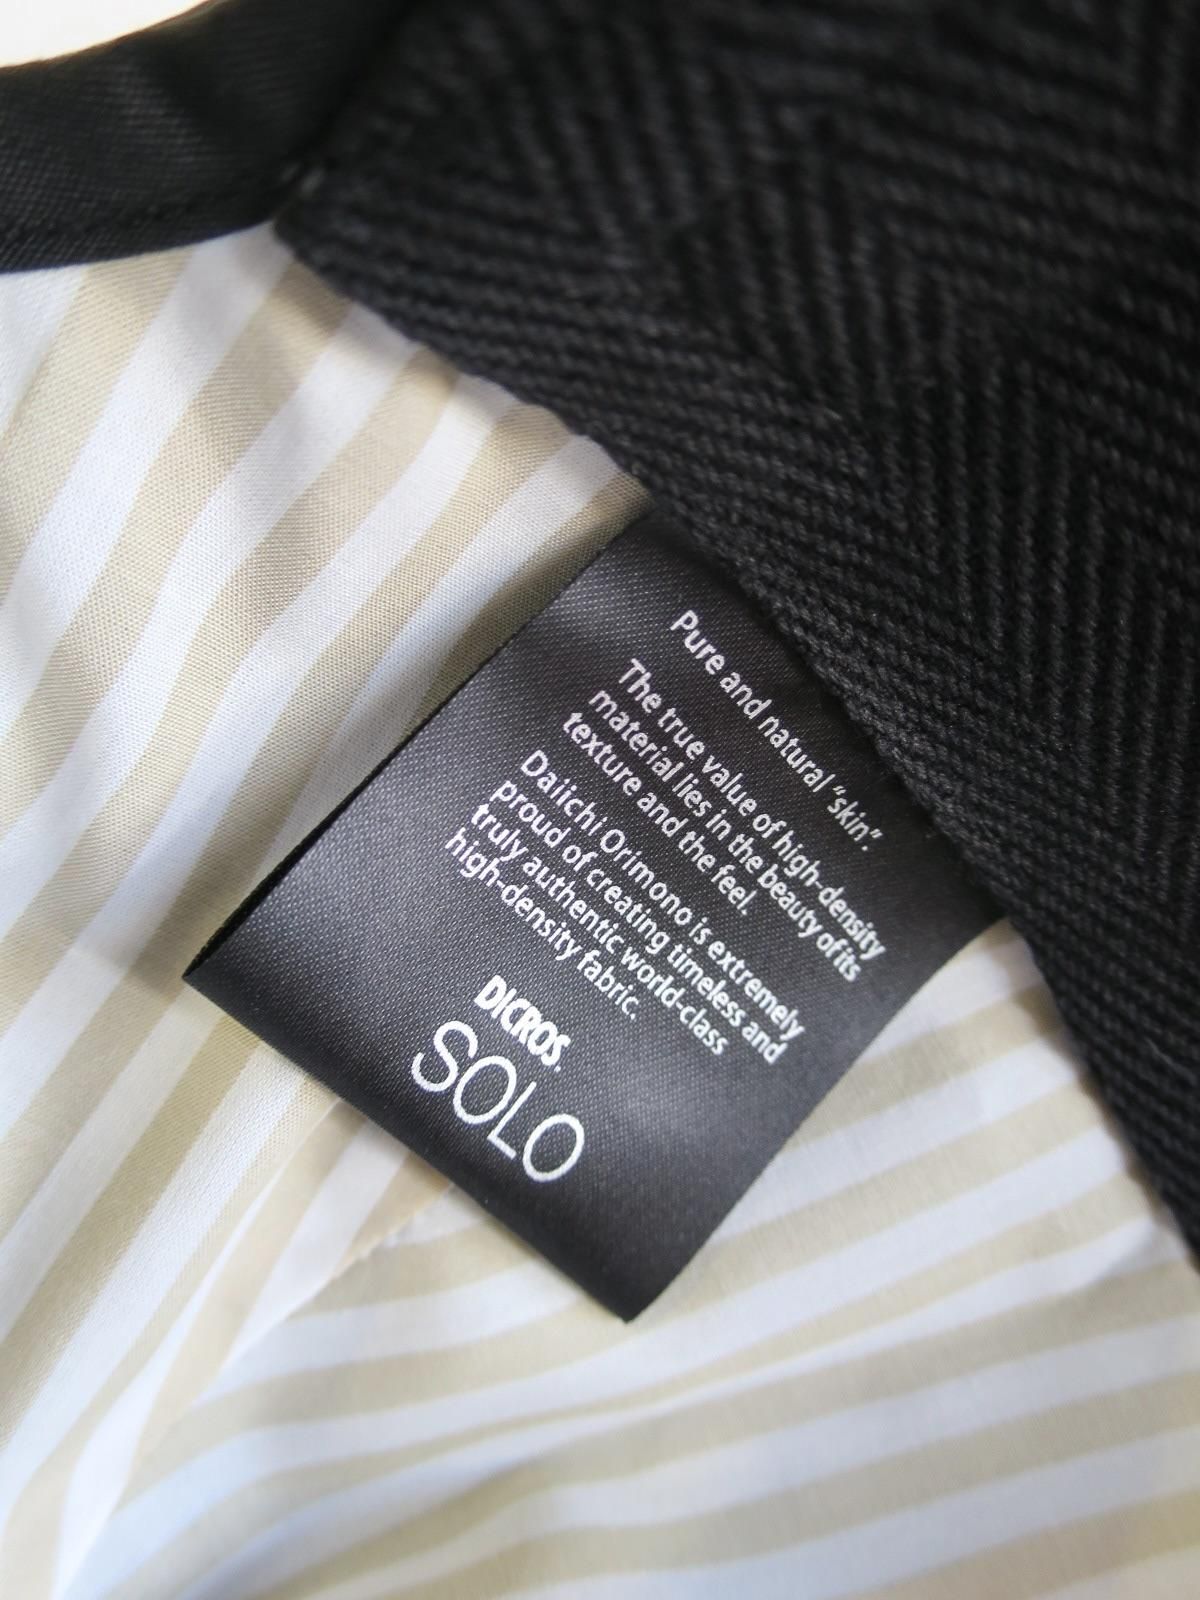 Pure and natural “skin”.
The true value of high-density
material lies in the beauty of its
texture and the feel.
Daiichi Orimono is extremely
proud of creating timeless and
truly authentic world-class
high-density fabric.
DICROS.
SOLO